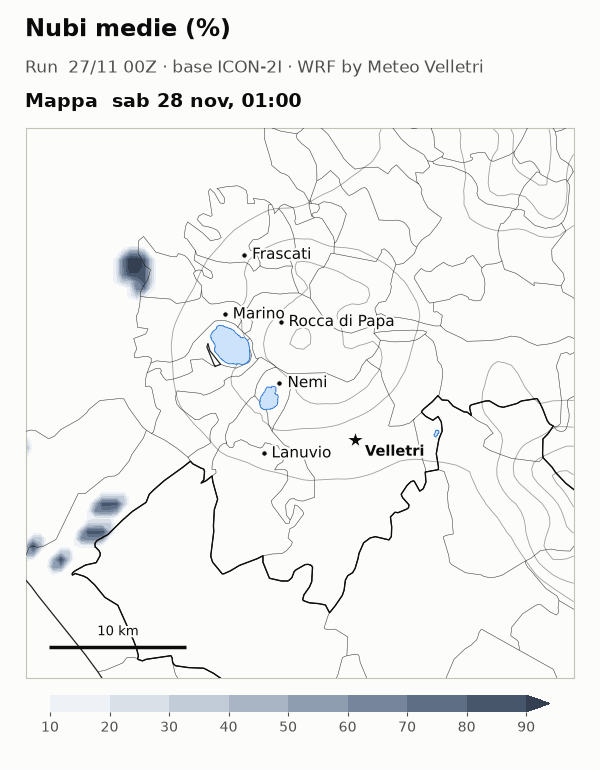 Nubi medie (%)
Run  27/11 00Z · base ICON-2I · WRF by Meteo Velletri
Mappa  sab 28 nov, 01:00
Frascati
Marino
Rocca di Papa
Nemi
Velletri
Lanuvio
10 km
10 20 30 40 50 60 70 80 90